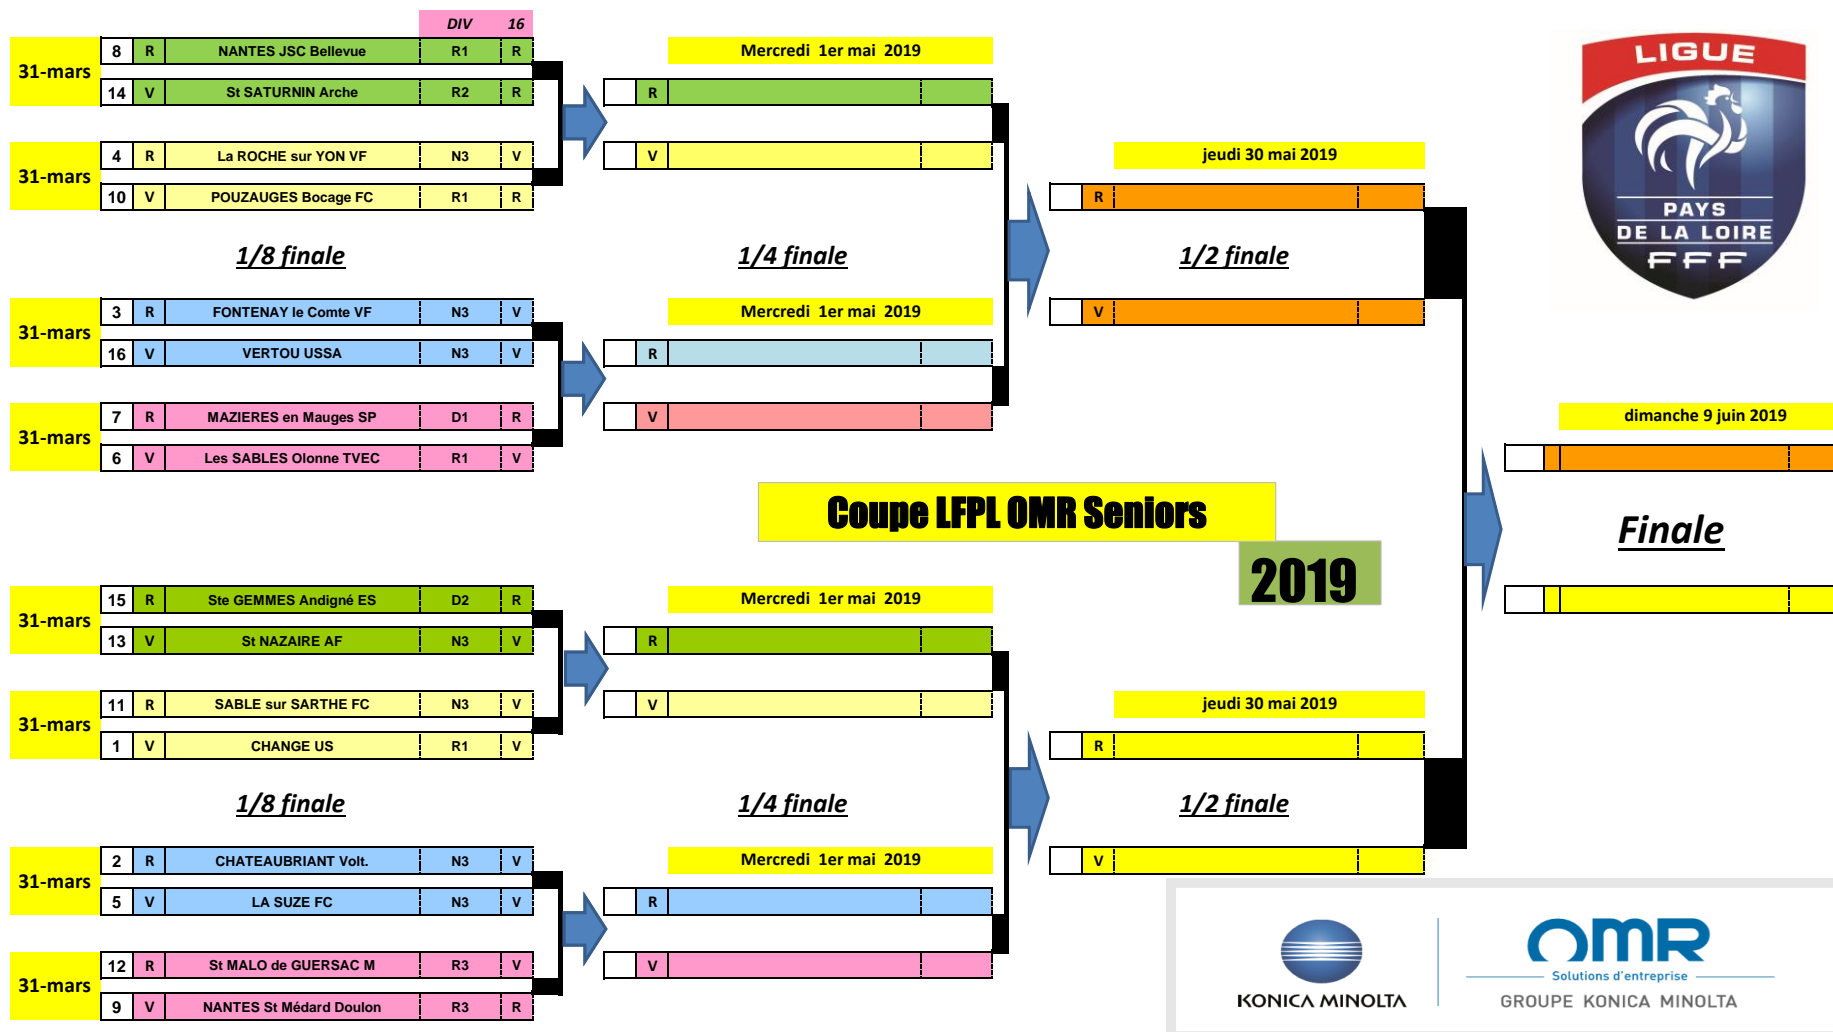 DIV 16
31-mars
8 R NANTES JSC Bellevue R1 R
14 V St SATURNIN Arche R2 R
31-mars
4 R La ROCHE sur YON VF N3 V
10 V POUZAUGES Bocage FC R1 R
1/8 finale
31-mars
3 R FONTENAY le Comte VF N3 V
16 V VERTOU USSA N3 V
31-mars
7 R MAZIERES en Mauges SP D1 R
6 V Les SABLES Olonne TVEC R1 V
31-mars
15 R Ste GEMMES Andigné ES D2 R
13 V St NAZAIRE AF N3 V
31-mars
11 R SABLE sur SARTHE FC N3 V
1 V CHANGE US R1 V
1/8 finale
31-mars
2 R CHATEAUBRIANT Volt. N3 V
5 V LA SUZE FC N3 V
31-mars
12 R St MALO de GUERSAC M R3 V
9 V NANTES St Médard Doulon R3 R
Mercredi 1er mai 2019
R
V
1/4 finale
Mercredi 1er mai 2019
R
V
Coupe LFPL OMR Seniors
2019
Mercredi 1er mai 2019
R
V
1/4 finale
Mercredi 1er mai 2019
R
V
jeudi 30 mai 2019
R
1/2 finale
V
jeudi 30 mai 2019
R
1/2 finale
V
dimanche 9 juin 2019
Finale
LIGUE
PAYS
DE LA LOIRE
FFF
KONICA MINOLTA
OMR
Solutions d'entreprise
GROUPE KONICA MINOLTA